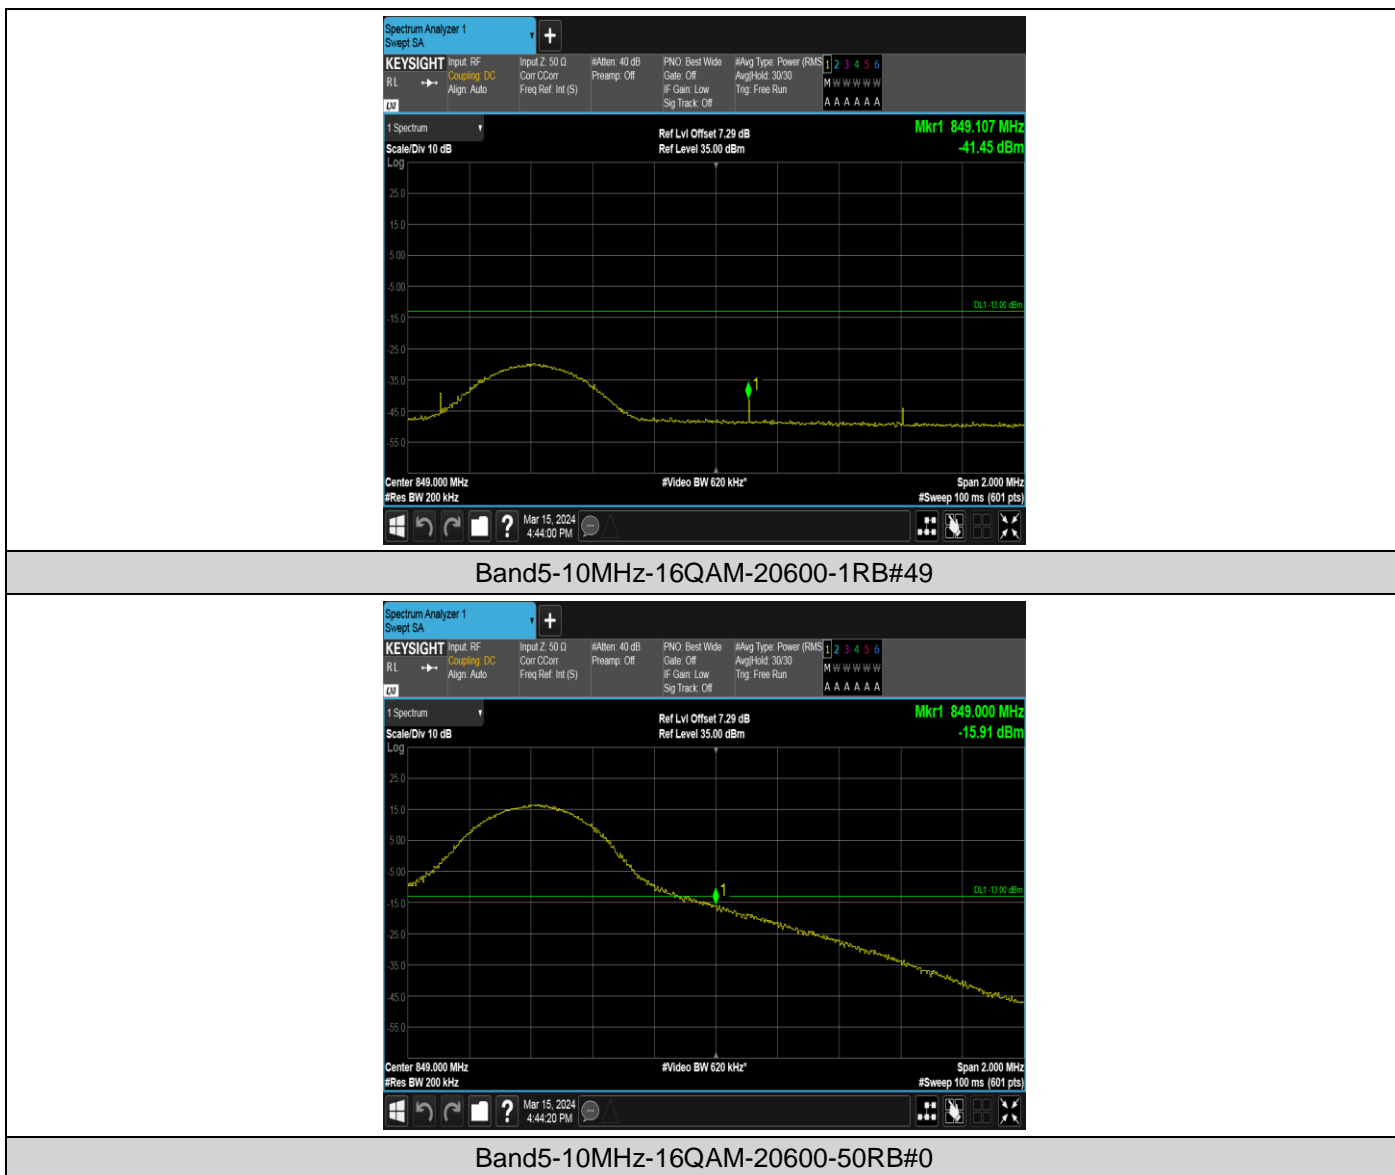 Spectrum Analyzer 1
Swept SA
+
KEYSIGHT
RL
LXI
Input: RF
Coupling: DC
Align: Auto
Input Z: 50 Ω
Corr CCorr
Freq Ref: Int (S)
#Atten: 40 dB
Preamp: Off
PNO: Best Wide
Gate: Off
IF Gain: Low
Sig Track: Off
#Avg Type: Power (RMS
Avg|Hold: 30/30
Trig: Free Run
1 2 3 4 5 6
M W W W W W
A A A A A A
1 Spectrum
Scale/Div 10 dB
Ref Lvl Offset 7.29 dB
Ref Level 35.00 dBm
Mkr1 849.107 MHz
-41.45 dBm
Log
25.0
15.0
5.00
-5.00
DL1 -13.00 dBm
-15.0
-25.0
-35.0
1
-45.0
-55.0
Center 849.000 MHz
#Video BW 620 kHz*
Span 2.000 MHz
#Res BW 200 kHz
#Sweep 100 ms (601 pts)
?
Mar 15, 2024
4:44:00 PM
Band5-10MHz-16QAM-20600-1RB#49
Spectrum Analyzer 1
Swept SA
+
KEYSIGHT
RL
LXI
Input: RF
Coupling: DC
Align: Auto
Input Z: 50 Ω
Corr CCorr
Freq Ref: Int (S)
#Atten: 40 dB
Preamp: Off
PNO: Best Wide
Gate: Off
IF Gain: Low
Sig Track: Off
#Avg Type: Power (RMS
Avg|Hold: 30/30
Trig: Free Run
1 2 3 4 5 6
M W W W W W
A A A A A A
1 Spectrum
Scale/Div 10 dB
Ref Lvl Offset 7.29 dB
Ref Level 35.00 dBm
Mkr1 849.000 MHz
-15.91 dBm
Log
25.0
15.0
5.00
-5.00
DL1 -13.00 dBm
1
-15.0
-25.0
-35.0
-45.0
-55.0
Center 849.000 MHz
#Video BW 620 kHz*
Span 2.000 MHz
#Res BW 200 kHz
#Sweep 100 ms (601 pts)
?
Mar 15, 2024
4:44:20 PM
Band5-10MHz-16QAM-20600-50RB#0